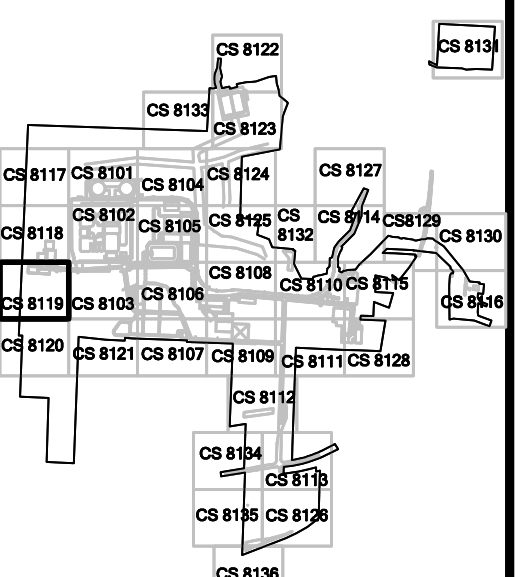 CS 8122
CS 8131
CS 8133
CS 8123
CS 8117
CS 8101
CS 8104
CS 8124
CS 8127
CS 8118
CS 8102
CS 8105
CS 8125
CS
8132
CS 8114
CS8129
CS 8130
CS 8119
CS 8103
CS 8106
CS 8108
CS 8110
CS 8115
CS 8116
CS 8120
CS 8121
CS 8107
CS 8109
CS 8111
CS 8128
CS 8112
CS 8134
CS 8113
CS 8135
CS 8126
CS 8136